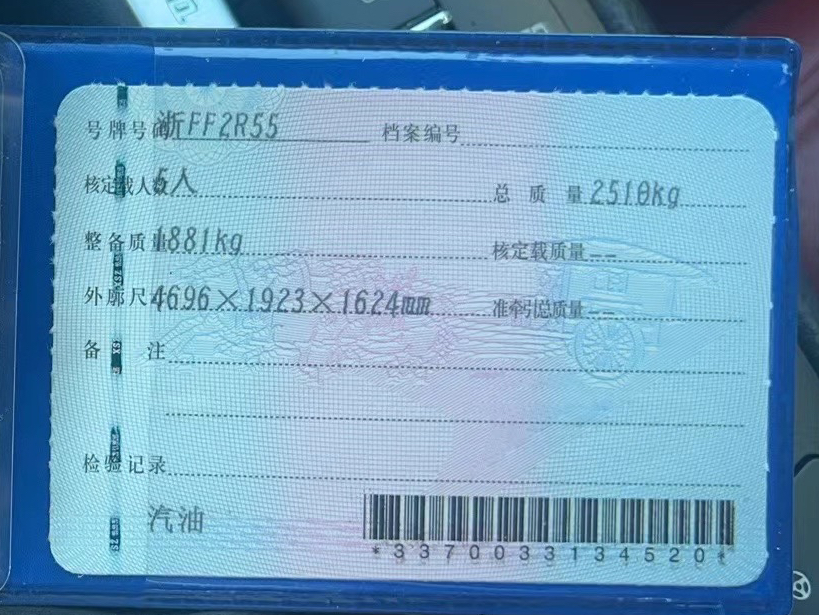 号牌号码 浙FF2R55 档案编号
核定载人数 5人 总质量 2510kg
整备质量 1881kg 核定载质量 --
外廓尺 4696×1923×1624mm 准牵引总质量 --
备注
检验记录
汽油
*3370033134520*